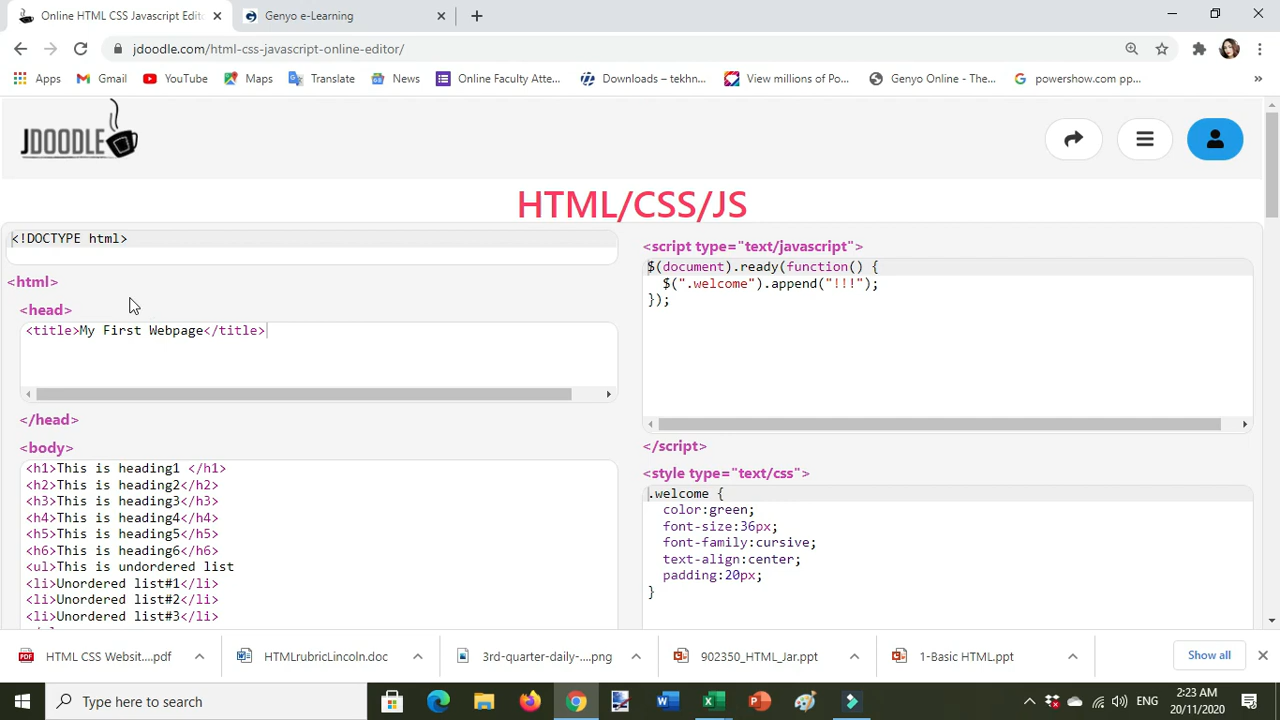 Online HTML CSS Javascript Edit
Genyo e-Learning
jdoodle.com/html-css-javascript-online-editor/
Apps
Gmail
YouTube
Maps
Translate
News
Online Faculty Atte...
Downloads – tekhn...
View millions of Po...
Genyo Online - The...
powershow.com pp...
»
JDOODLE
HTML/CSS/JS
<!DOCTYPE html>
<html>
<head>
<title>My First Webpage</title>
</head>
<body>
<h1>This is heading1 </h1>
<h2>This is heading2</h2>
<h3>This is heading3</h3>
<h4>This is heading4</h4>
<h5>This is heading5</h5>
<h6>This is heading6</h6>
<ul>This is undordered list
<li>Unordered list#1</li>
<li>Unordered list#2</li>
<li>Unordered list#3</li>
<script type="text/javascript">
$(document).ready(function() {
$(".welcome").append("!!!");
});
</script>
<style type="text/css">
.welcome {
color:green;
font-size:36px;
font-family:cursive;
text-align:center;
padding:20px;
}
HTML CSS Websit....pdf
HTMLrubricLincoln.doc
3rd-quarter-daily-....png
902350_HTML_Jar.ppt
1-Basic HTML.ppt
Show all
Type here to search
ENG
2:23 AM
20/11/2020